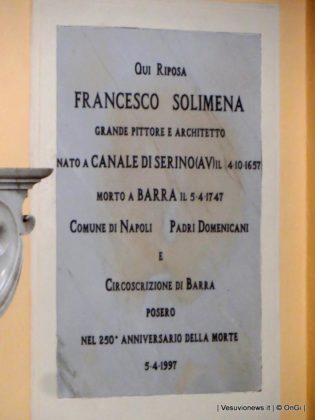 QUI RIPOSA
FRANCESCO SOLIMENA
GRANDE PITTORE E ARCHITETTO
NATO A CANALE DI SERINO(AV) IL 4·10·1657
MORTO A BARRA IL 5·4·1747
COMUNE DI NAPOLI PADRI DOMENICANI
E
CIRCOSCRIZIONE DI BARRA
POSERO
NEL 250° ANNIVERSARIO DELLA MORTE
5·4·1997
| Vesuvionews.it | © OnGi |